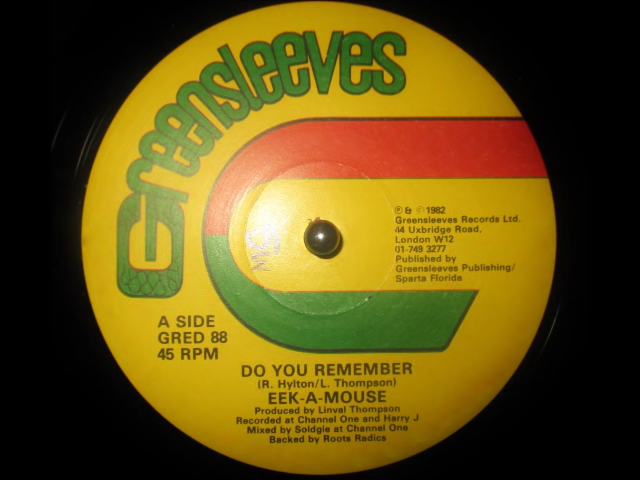 Greensleeves
℗ & © 1982
Greensleeves Records Ltd.
44 Uxbridge Road,
London W12
01-749 3277
Published by
Greensleeves Publishing/
Sparta Florida
A SIDE
GRED 88
45 RPM
DO YOU REMEMBER
(R. Hylton/L. Thompson)
EEK-A-MOUSE
Produced by Linval Thompson
Recorded at Channel One and Harry J
Mixed by Soldgie at Channel One
Backed by Roots Radics